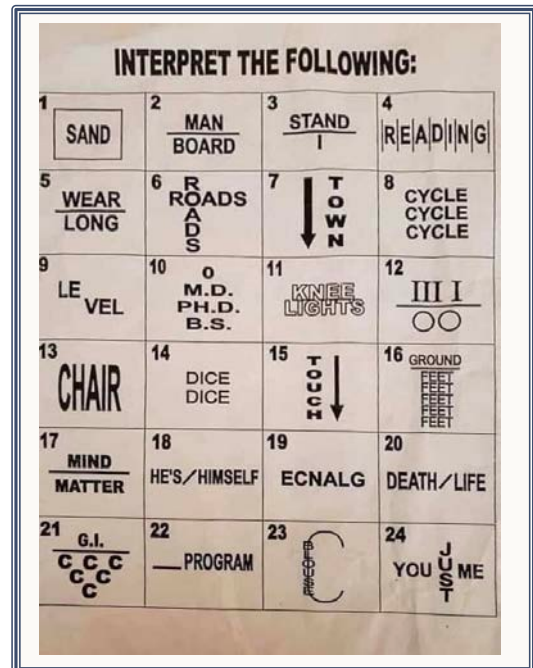 INTERPRET THE FOLLOWING:
1
SAND
2
MAN
BOARD
3
STAND
I
4
R|E|A|D|I|N|G
5
WEAR
LONG
6
R
ROADS
A
D
S
7
T
O
W
N
8
CYCLE
CYCLE
CYCLE
9
LE
VEL
10
0
M.D.
PH.D.
B.S.
11
KNEE
LIGHTS
12
III I
OO
13
CHAIR
14
DICE
DICE
15
T
O
U
C
H
16
GROUND
FEET
FEET
FEET
FEET
FEET
FEET
17
MIND
MATTER
18
HE'S/HIMSELF
19
ECNALG
20
DEATH/LIFE
21
G.I.
C C C
C C
C
22
__PROGRAM
23
BLOUSE
24
J
YOU U ME
S
T